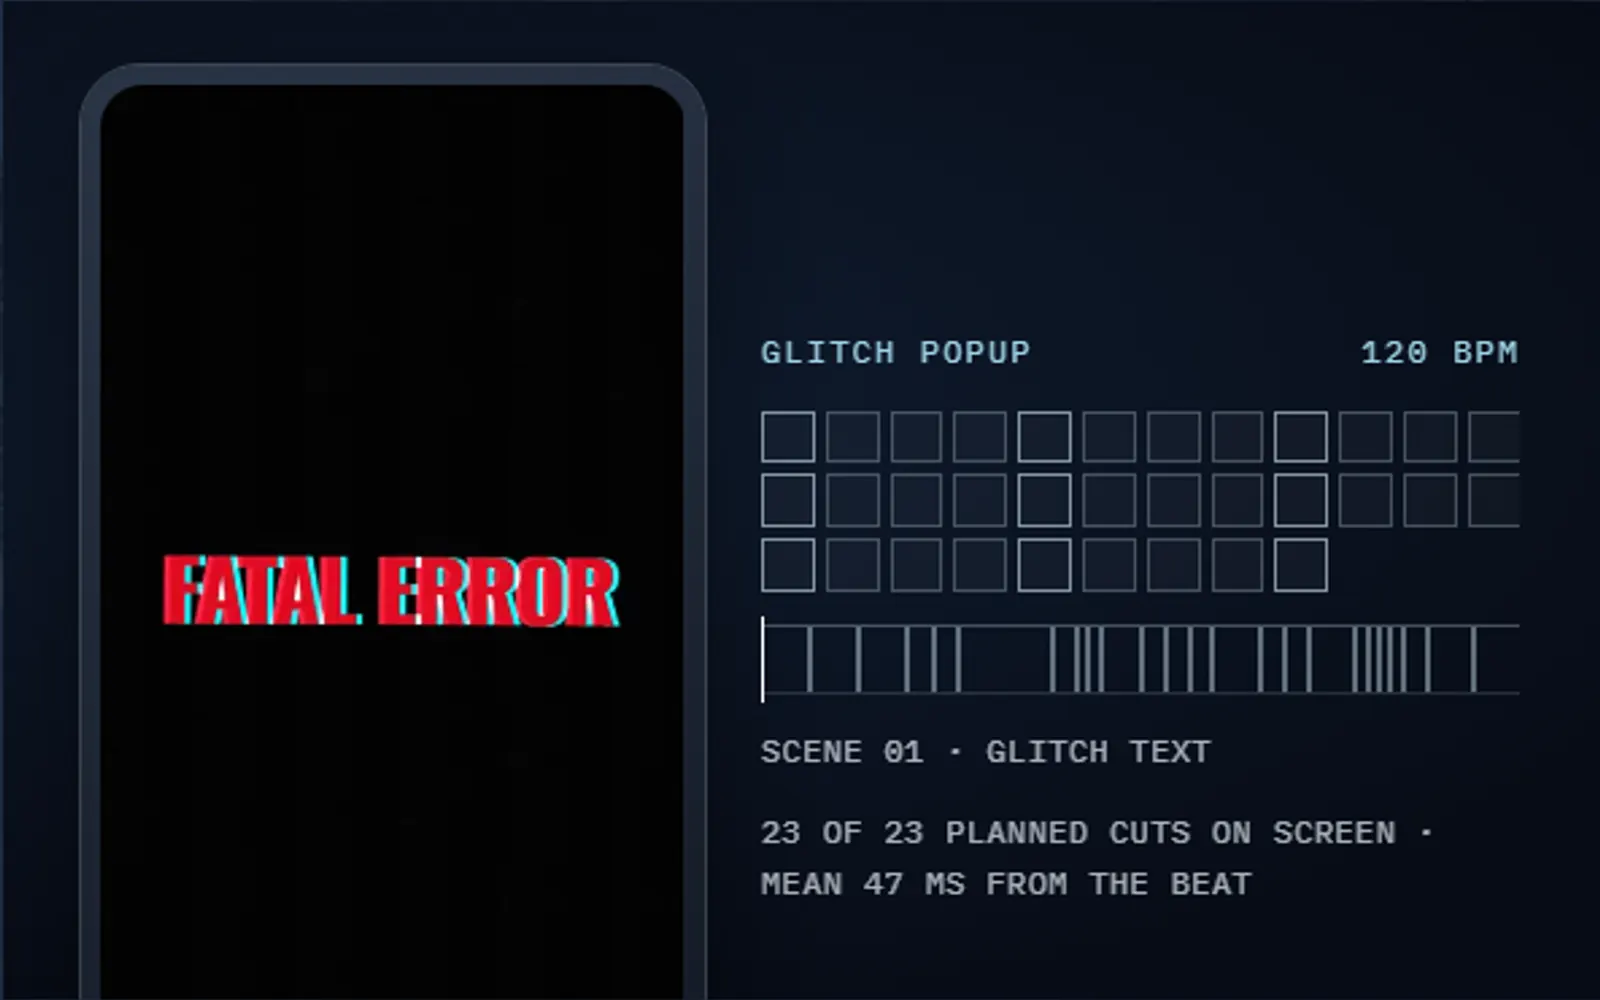 FATAL ERROR
GLITCH POPUP
120 BPM
SCENE 01 · GLITCH TEXT
23 OF 23 PLANNED CUTS ON SCREEN ·
MEAN 47 MS FROM THE BEAT